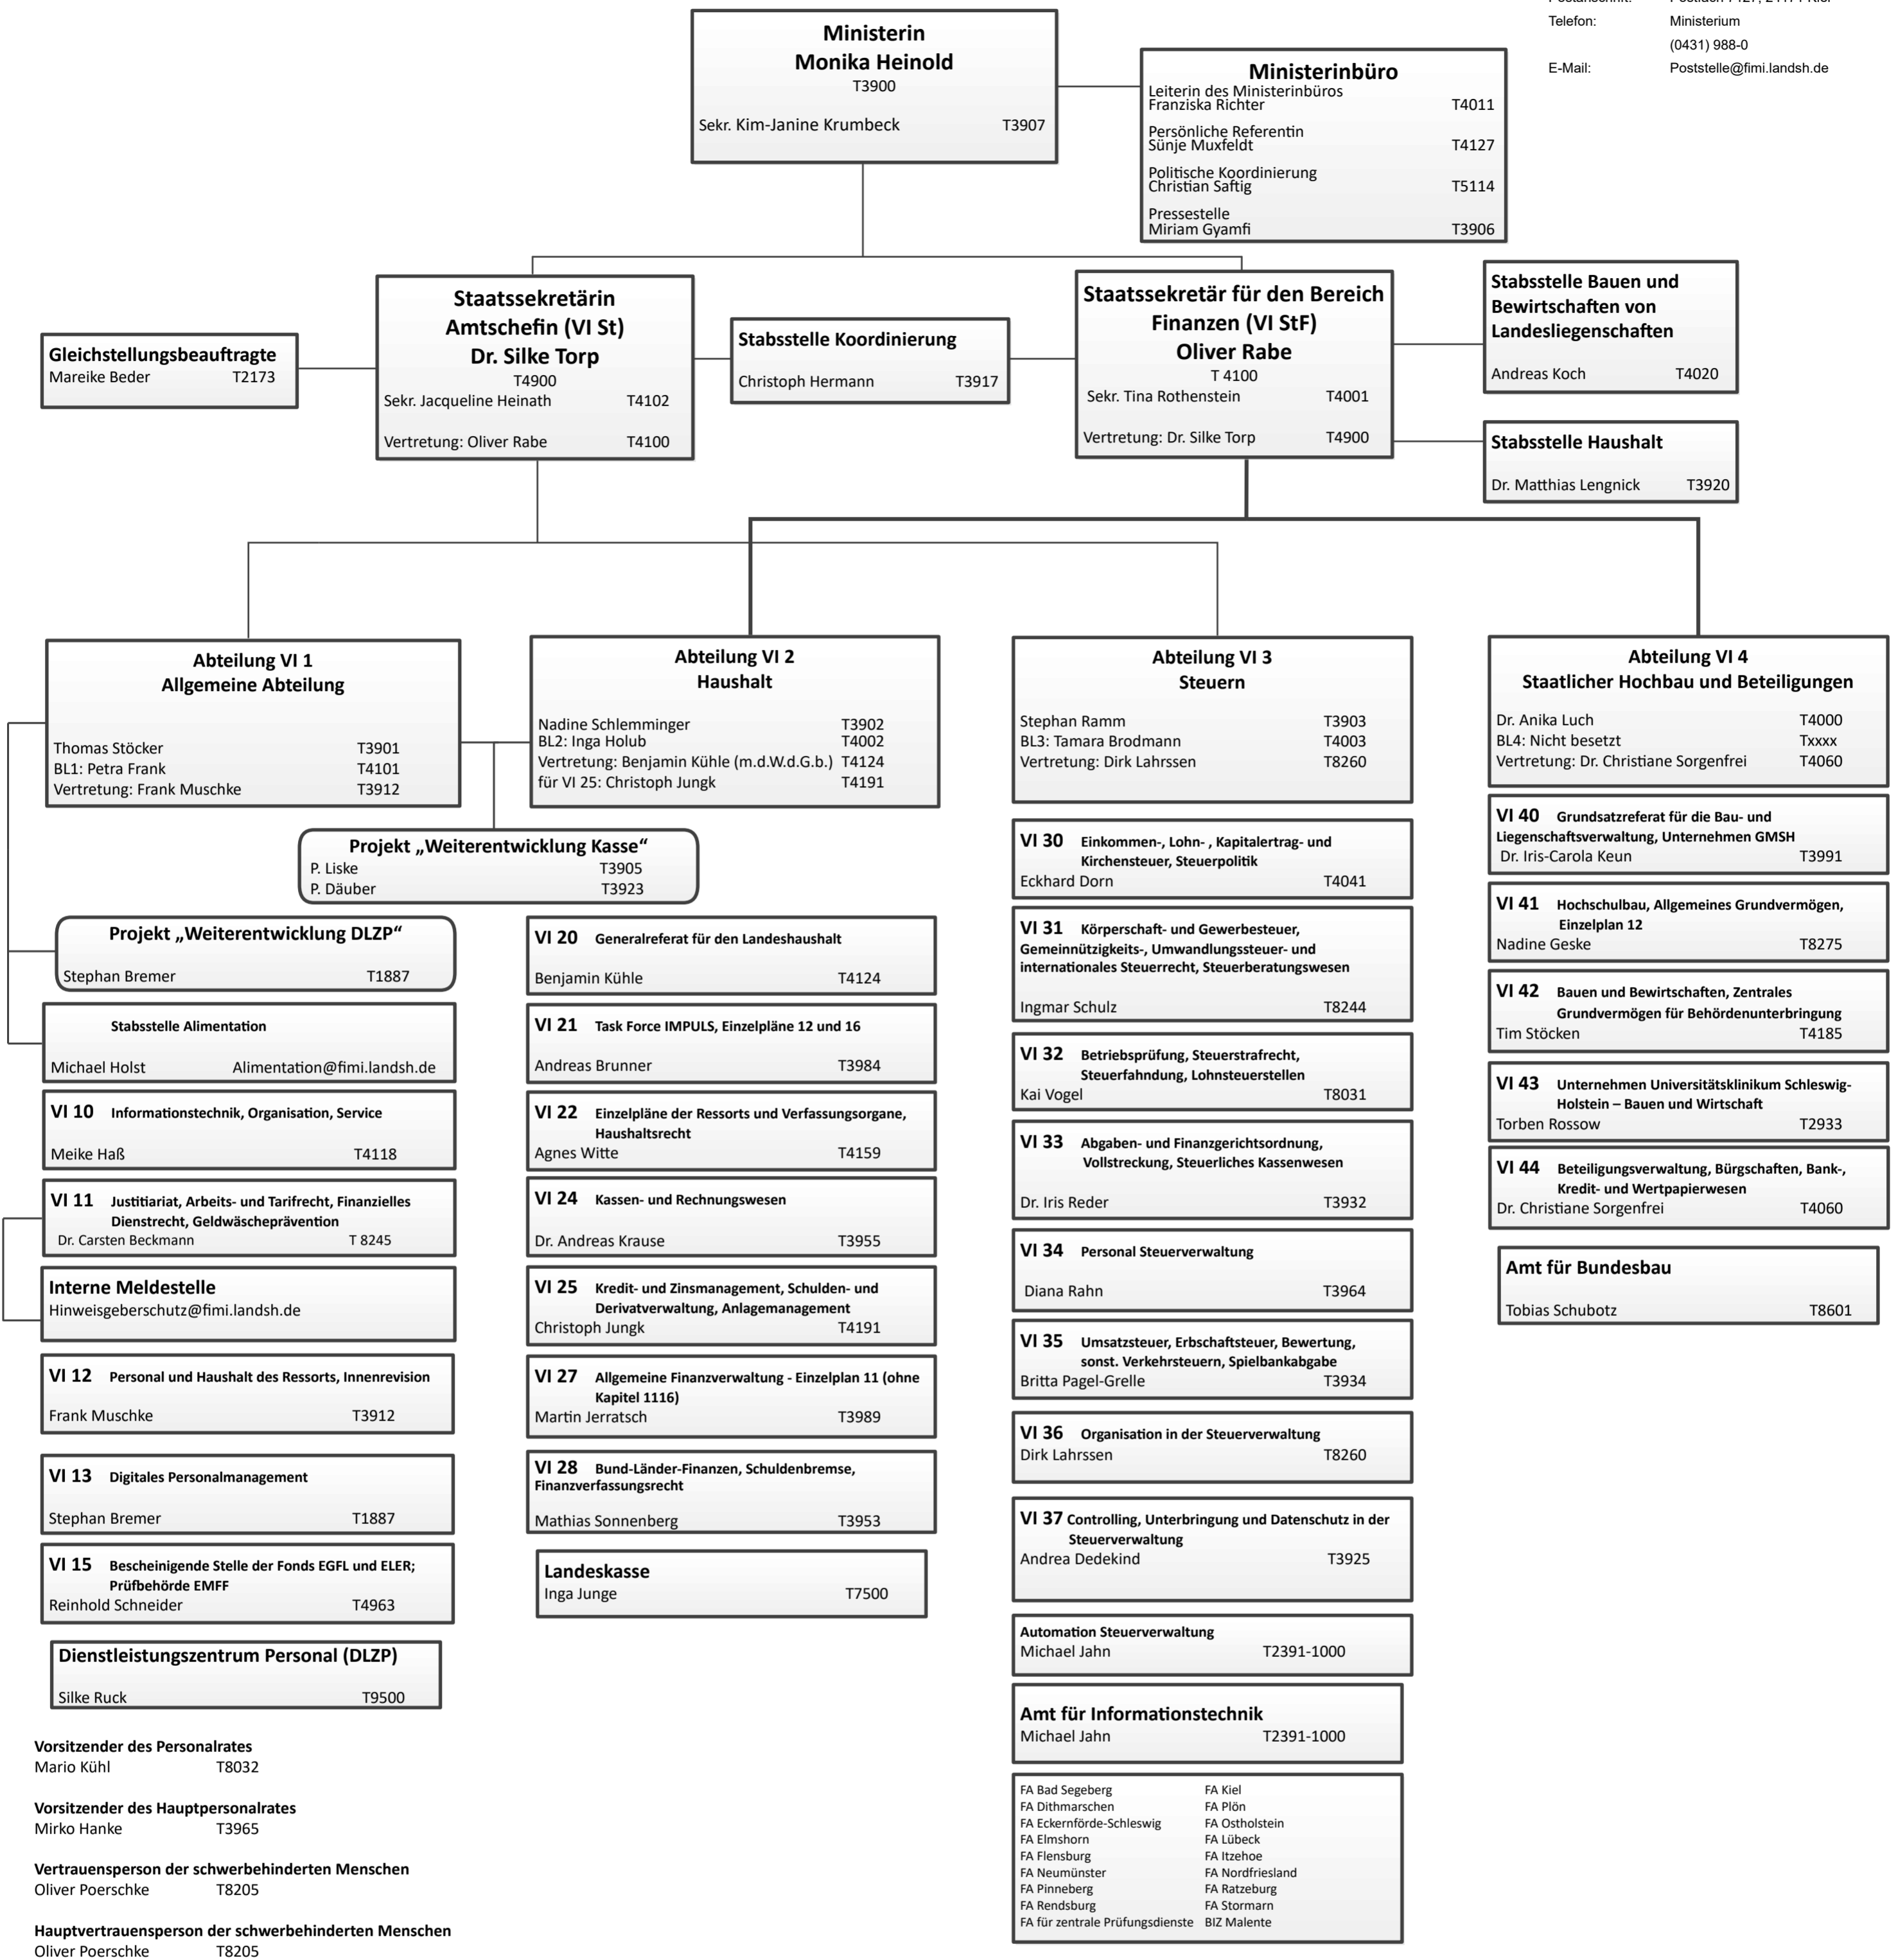 Telefon: Ministerium
(0431) 988-0
E-Mail: Poststelle@fimi.landsh.de
Ministerin
Monika Heinold
T3900
Sekr. Kim-Janine Krumbeck T3907
Ministerinbüro
Leiterin des Ministerinbüros
Franziska Richter T4011
Persönliche Referentin
Sünje Muxfeldt T4127
Politische Koordinierung
Christian Saftig T5114
Pressestelle
Miriam Gyamfi T3906
Gleichstellungsbeauftragte
Mareike Beder T2173
Staatssekretärin
Amtschefin (VI St)
Dr. Silke Torp
T4900
Sekr. Jacqueline Heinath T4102
Vertretung: Oliver Rabe T4100
Stabsstelle Koordinierung
Christoph Hermann T3917
Staatssekretär für den Bereich
Finanzen (VI StF)
Oliver Rabe
T 4100
Sekr. Tina Rothenstein T4001
Vertretung: Dr. Silke Torp T4900
Stabsstelle Bauen und
Bewirtschaften von
Landesliegenschaften
Andreas Koch T4020
Stabsstelle Haushalt
Dr. Matthias Lengnick T3920
Abteilung VI 1
Allgemeine Abteilung
Thomas Stöcker T3901
BL1: Petra Frank T4101
Vertretung: Frank Muschke T3912
Abteilung VI 2
Haushalt
Nadine Schlemminger T3902
BL2: Inga Holub T4002
Vertretung: Benjamin Kühle (m.d.W.d.G.b.) T4124
für VI 25: Christoph Jungk T4191
Abteilung VI 3
Steuern
Stephan Ramm T3903
BL3: Tamara Brodmann T4003
Vertretung: Dirk Lahrssen T8260
Abteilung VI 4
Staatlicher Hochbau und Beteiligungen
Dr. Anika Luch T4000
BL4: Nicht besetzt Txxxx
Vertretung: Dr. Christiane Sorgenfrei T4060
Projekt „Weiterentwicklung Kasse“
P. Liske T3905
P. Däuber T3923
Projekt „Weiterentwicklung DLZP“
Stephan Bremer T1887
Stabsstelle Alimentation
Michael Holst Alimentation@fimi.landsh.de
VI 10 Informationstechnik, Organisation, Service
Meike Haß T4118
VI 11 Justitiariat, Arbeits- und Tarifrecht, Finanzielles
Dienstrecht, Geldwäscheprävention
Dr. Carsten Beckmann T 8245
Interne Meldestelle
Hinweisgeberschutz@fimi.landsh.de
VI 12 Personal und Haushalt des Ressorts, Innenrevision
Frank Muschke T3912
VI 13 Digitales Personalmanagement
Stephan Bremer T1887
VI 15 Bescheinigende Stelle der Fonds EGFL und ELER;
Prüfbehörde EMFF
Reinhold Schneider T4963
Dienstleistungszentrum Personal (DLZP)
Silke Ruck T9500
Vorsitzender des Personalrates
Mario Kühl T8032
Vorsitzender des Hauptpersonalrates
Mirko Hanke T3965
Vertrauensperson der schwerbehinderten Menschen
Oliver Poerschke T8205
Hauptvertrauensperson der schwerbehinderten Menschen
Oliver Poerschke T8205
VI 20 Generalreferat für den Landeshaushalt
Benjamin Kühle T4124
VI 21 Task Force IMPULS, Einzelpläne 12 und 16
Andreas Brunner T3984
VI 22 Einzelpläne der Ressorts und Verfassungsorgane,
Haushaltsrecht
Agnes Witte T4159
VI 24 Kassen- und Rechnungswesen
Dr. Andreas Krause T3955
VI 25 Kredit- und Zinsmanagement, Schulden- und
Derivatverwaltung, Anlagemanagement
Christoph Jungk T4191
VI 27 Allgemeine Finanzverwaltung - Einzelplan 11 (ohne
Kapitel 1116)
Martin Jerratsch T3989
VI 28 Bund-Länder-Finanzen, Schuldenbremse,
Finanzverfassungsrecht
Mathias Sonnenberg T3953
Landeskasse
Inga Junge T7500
VI 30 Einkommen-, Lohn- , Kapitalertrag- und
Kirchensteuer, Steuerpolitik
Eckhard Dorn T4041
VI 31 Körperschaft- und Gewerbesteuer,
Gemeinnützigkeits-, Umwandlungssteuer- und
internationales Steuerrecht, Steuerberatungswesen
Ingmar Schulz T8244
VI 32 Betriebsprüfung, Steuerstrafrecht,
Steuerfahndung, Lohnsteuerstellen
Kai Vogel T8031
VI 33 Abgaben- und Finanzgerichtsordnung,
Vollstreckung, Steuerliches Kassenwesen
Dr. Iris Reder T3932
VI 34 Personal Steuerverwaltung
Diana Rahn T3964
VI 35 Umsatzsteuer, Erbschaftsteuer, Bewertung,
sonst. Verkehrsteuern, Spielbankabgabe
Britta Pagel-Grelle T3934
VI 36 Organisation in der Steuerverwaltung
Dirk Lahrssen T8260
VI 37 Controlling, Unterbringung und Datenschutz in der
Steuerverwaltung
Andrea Dedekind T3925
Automation Steuerverwaltung
Michael Jahn T2391-1000
Amt für Informationstechnik
Michael Jahn T2391-1000
FA Bad Segeberg FA Kiel
FA Dithmarschen FA Plön
FA Eckernförde-Schleswig FA Ostholstein
FA Elmshorn FA Lübeck
FA Flensburg FA Itzehoe
FA Neumünster FA Nordfriesland
FA Pinneberg FA Ratzeburg
FA Rendsburg FA Stormarn
FA für zentrale Prüfungsdienste BIZ Malente
VI 40 Grundsatzreferat für die Bau- und
Liegenschaftsverwaltung, Unternehmen GMSH
Dr. Iris-Carola Keun T3991
VI 41 Hochschulbau, Allgemeines Grundvermögen,
Einzelplan 12
Nadine Geske T8275
VI 42 Bauen und Bewirtschaften, Zentrales
Grundvermögen für Behördenunterbringung
Tim Stöcken T4185
VI 43 Unternehmen Universitätsklinikum Schleswig-
Holstein – Bauen und Wirtschaft
Torben Rossow T2933
VI 44 Beteiligungsverwaltung, Bürgschaften, Bank-,
Kredit- und Wertpapierwesen
Dr. Christiane Sorgenfrei T4060
Amt für Bundesbau
Tobias Schubotz T8601